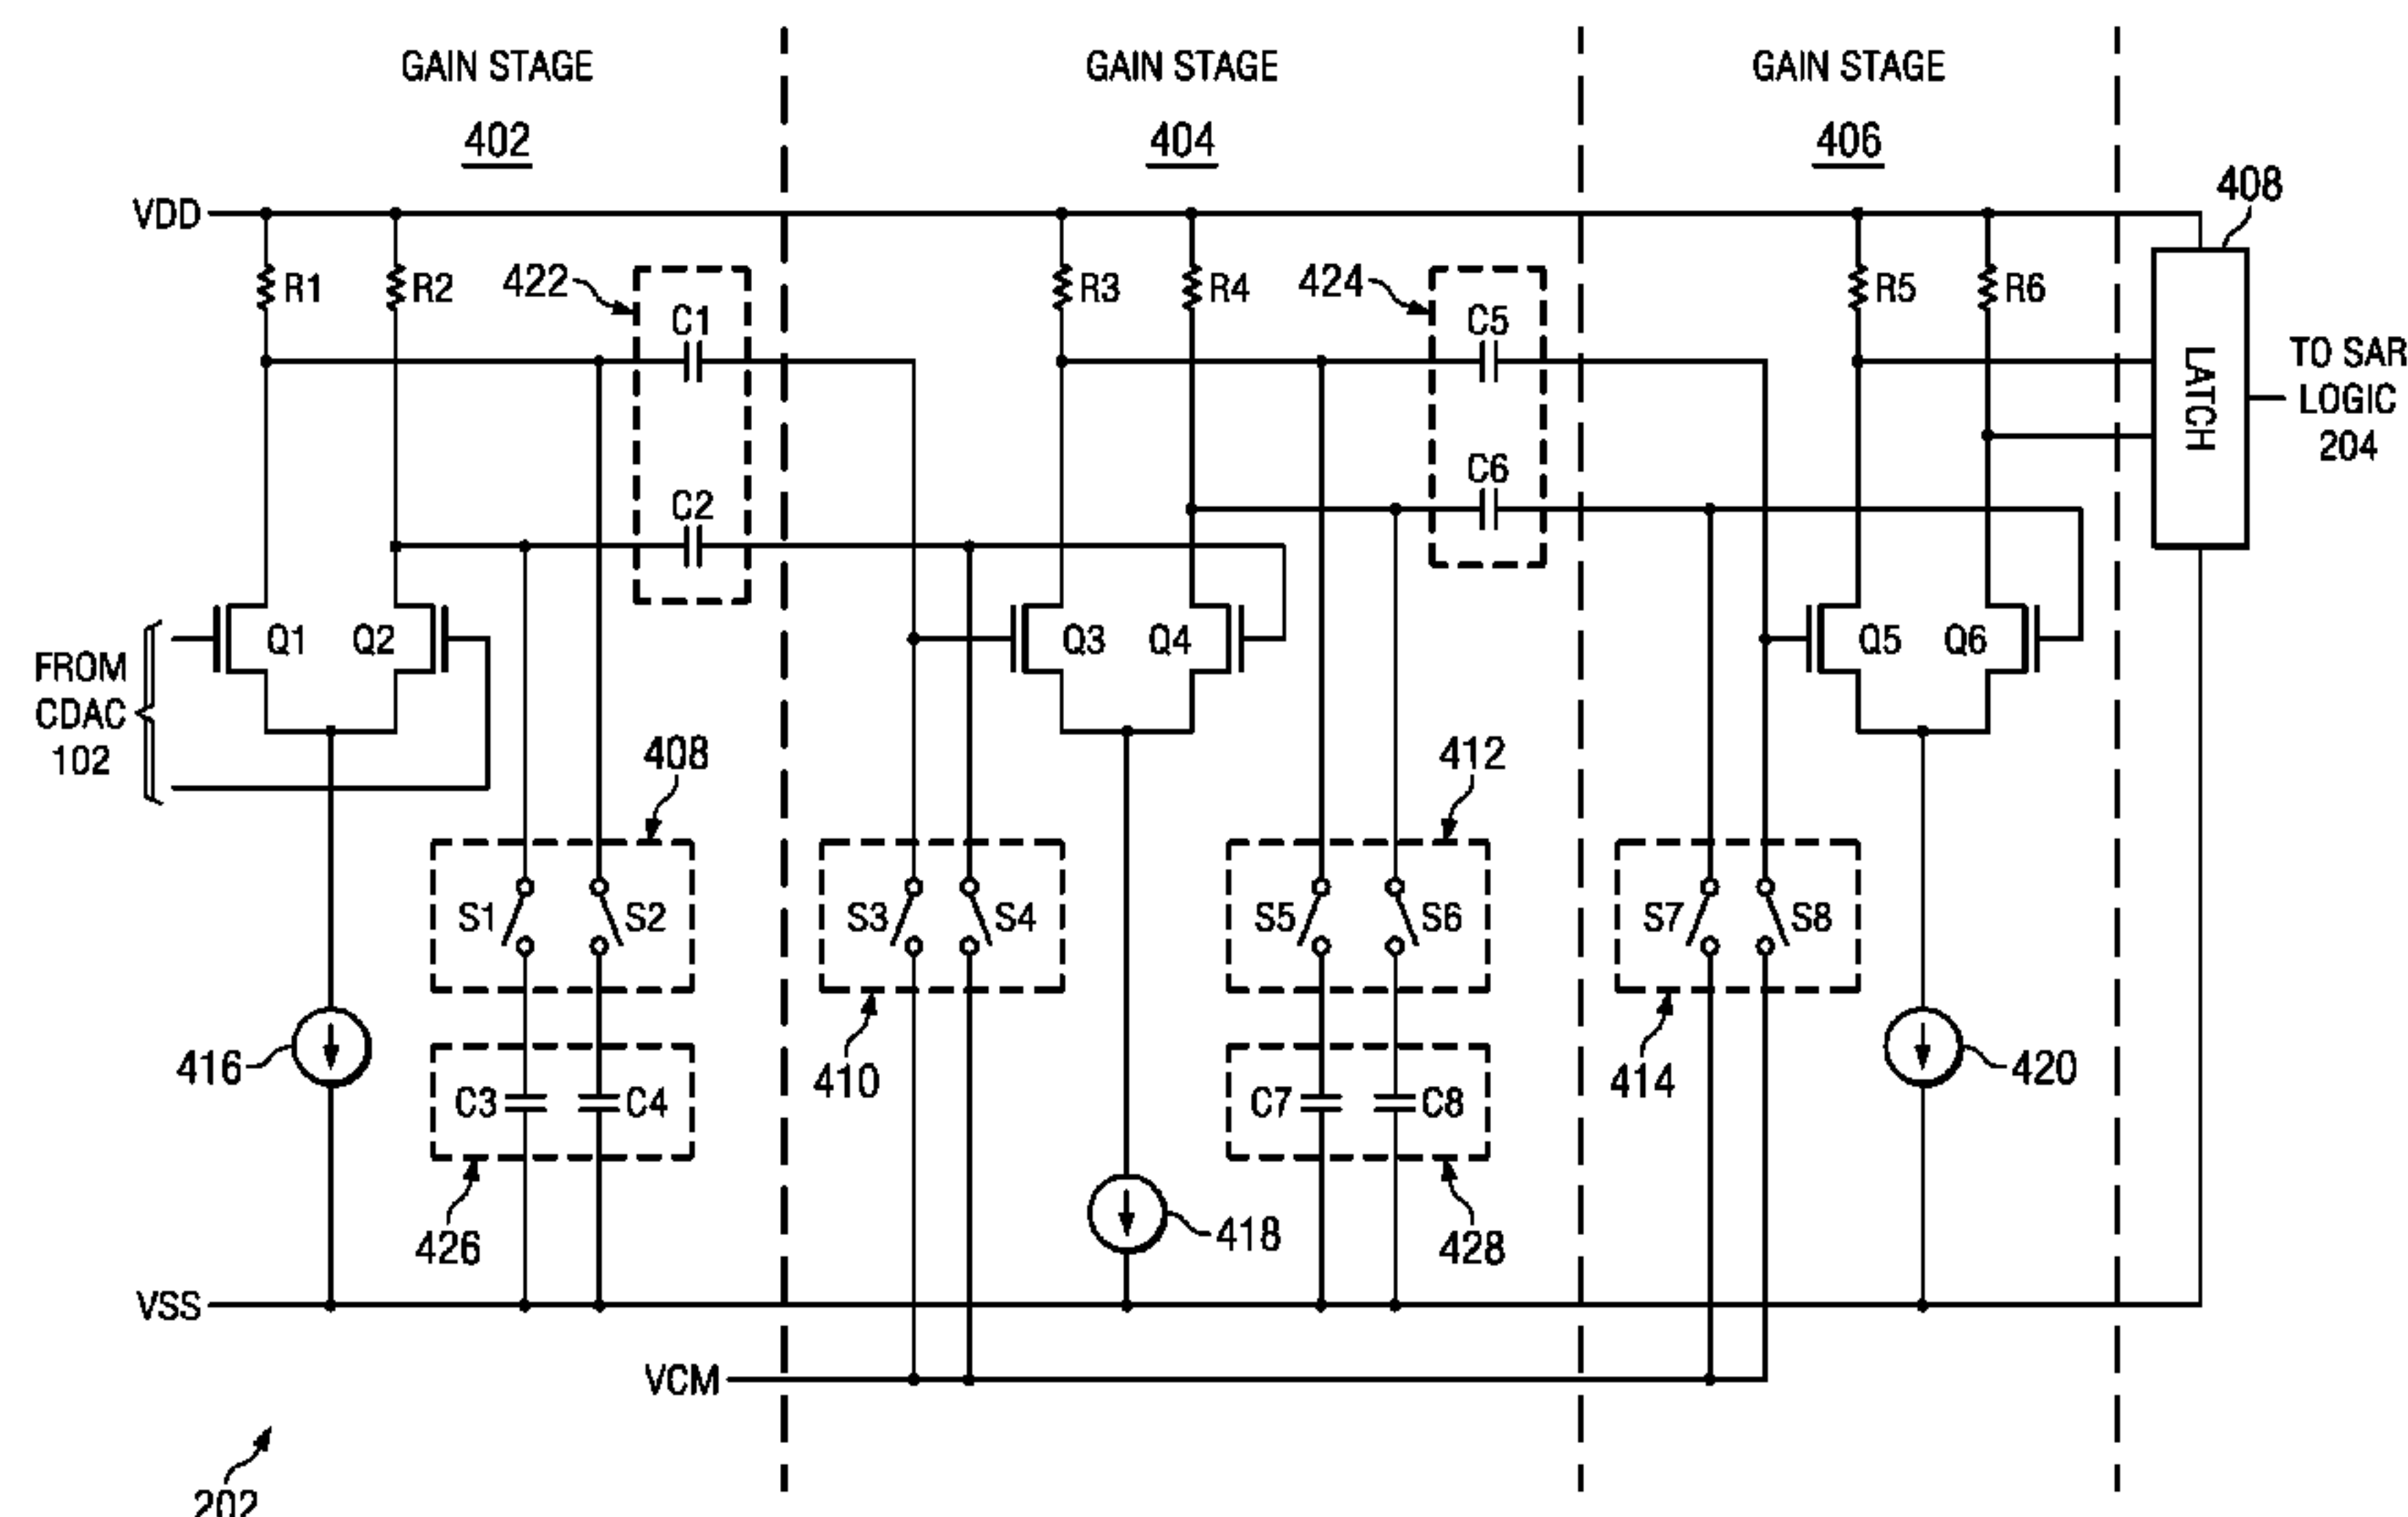 GAIN STAGE
402
GAIN STAGE
404
GAIN STAGE
406
408
VDD
R1
R2
422
C1
R3
R4
424
C5
R5
R6
LATCH
TO SAR
LOGIC
204
C2
C6
FROM
CDAC
102
Q1
Q2
Q3
Q4
Q5
Q6
408
412
S1
S2
S3
S4
S5
S6
S7
S8
416
C3
C4
410
C7
C8
414
420
426
418
428
VSS
VCM
202